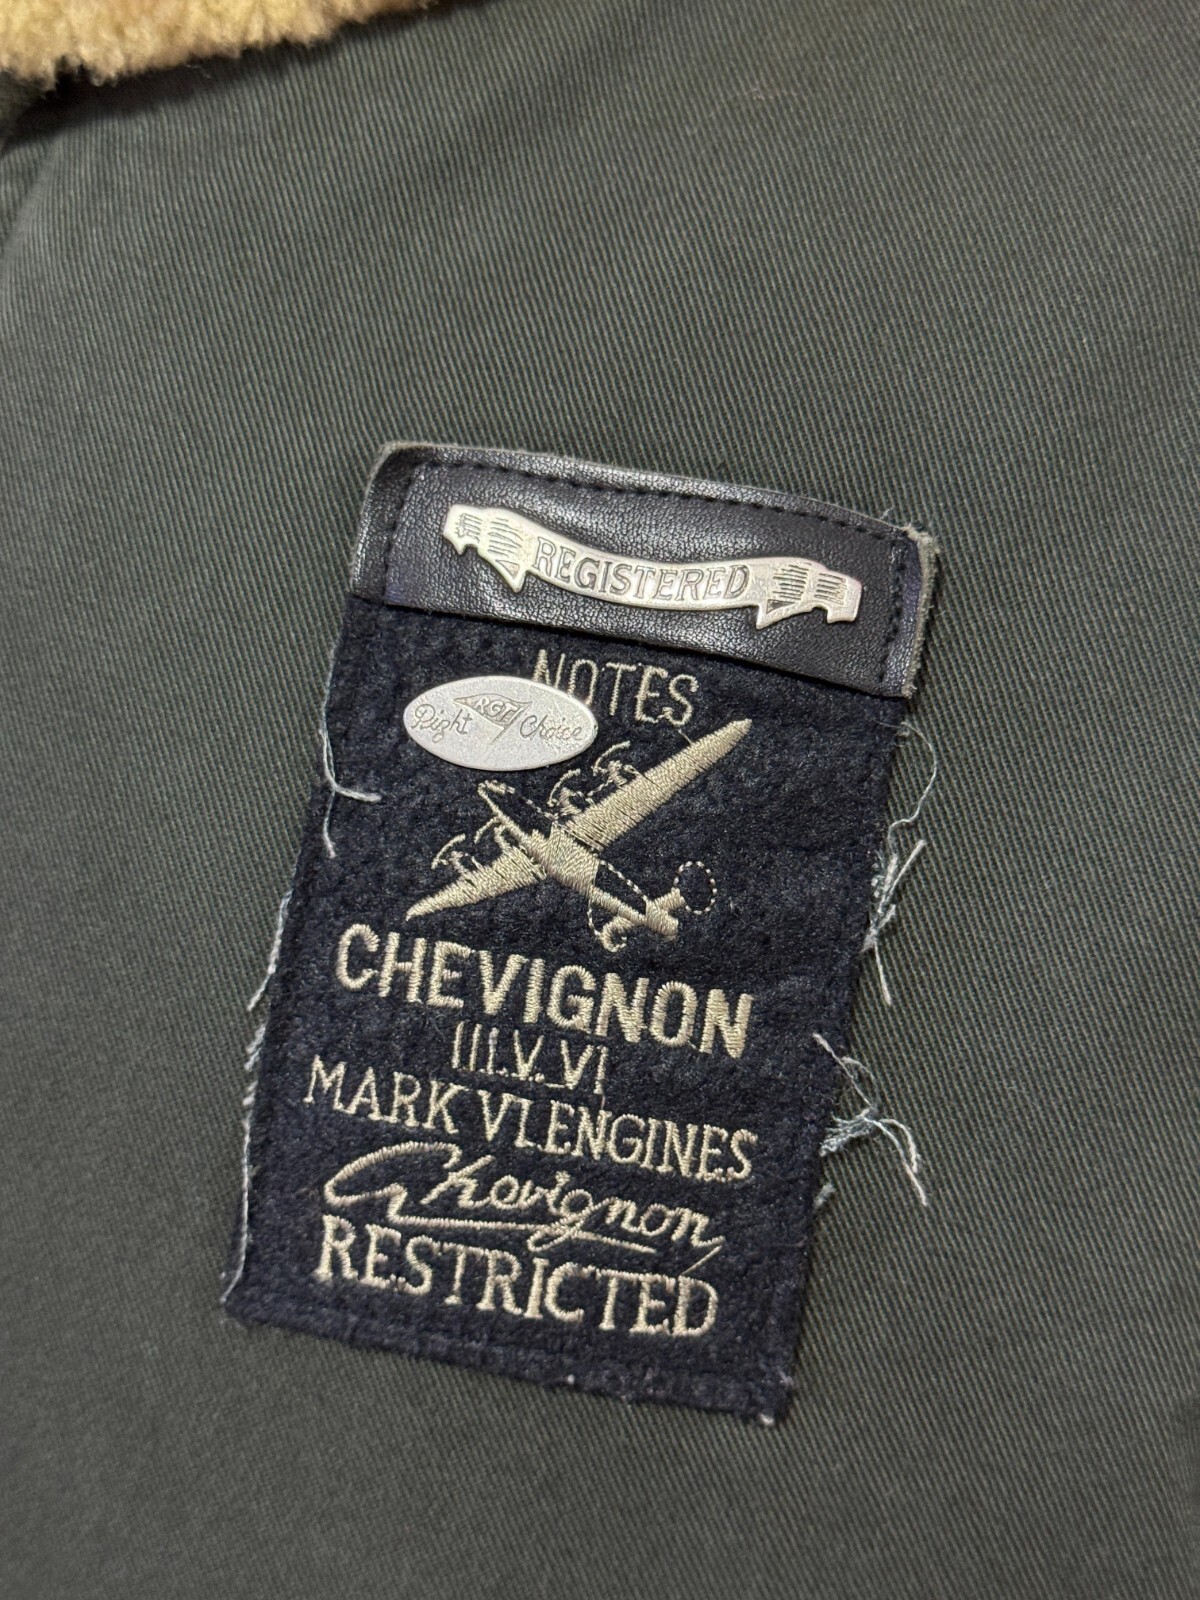 REGISTERED
NOTES
Right RGT Choice
CHEVIGNON
III.V.VI
MARK VI.ENGINES
Chevignon
RESTRICTED